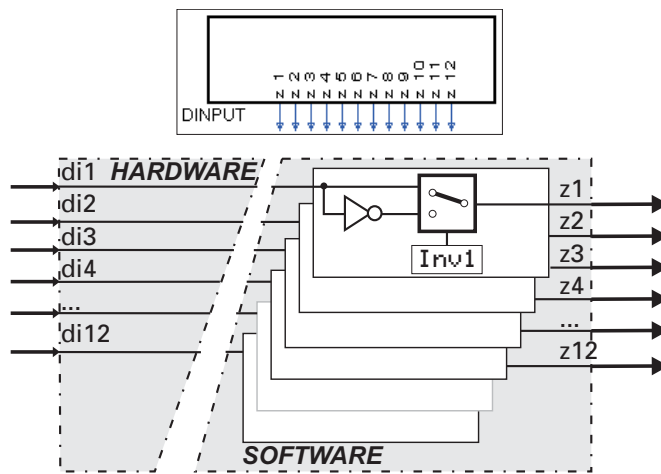 z 1
z 2
z 3
z 4
z 5
z 6
z 7
z 8
z 9
z 10
z 11
z 12
DINPUT
di1 HARDWARE
z1
di2
z2
di3
z3
di4
Inv1
z4
...
...
di12
z12
SOFTWARE